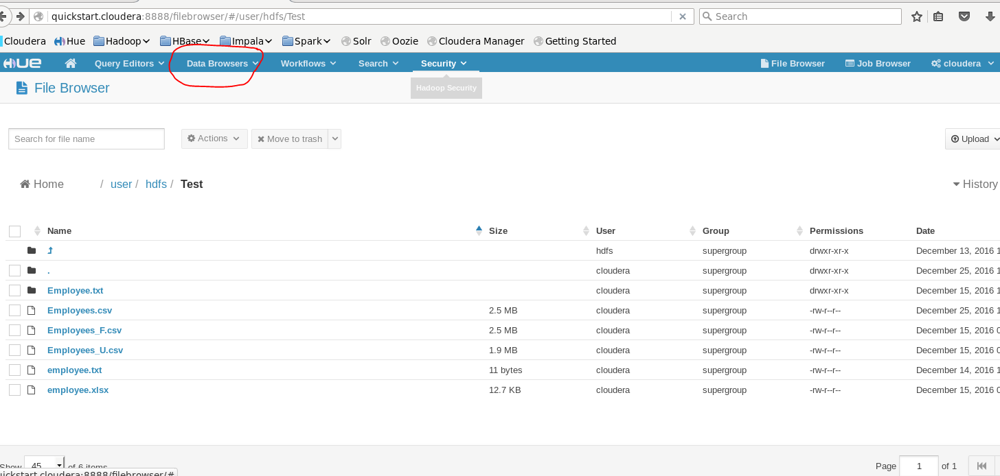 quickstart.cloudera:8888/filebrowser/#/user/hdfs/Test Search
Cloudera Hue Hadoop HBase Impala Spark Solr Oozie Cloudera Manager Getting Started
HUE Query Editors Data Browsers Workflows Search Security File Browser Job Browser cloudera
File Browser
Hadoop Security
Search for file name Actions Move to trash Upload
Home / user / hdfs / Test History
Name Size User Group Permissions Date
hdfs supergroup drwxr-xr-x December 13, 2016 1
. cloudera supergroup drwxr-xr-x December 25, 2016 1
Employee.txt cloudera supergroup drwxr-xr-x December 15, 2016 1
Employees.csv 2.5 MB cloudera supergroup -rw-r--r-- December 25, 2016 1
Employees_F.csv 2.5 MB cloudera supergroup -rw-r--r-- December 15, 2016 0
Employees_U.csv 1.9 MB cloudera supergroup -rw-r--r-- December 15, 2016 0
employee.txt 11 bytes cloudera supergroup -rw-r--r-- December 14, 2016 1
employee.xlsx 12.7 KB cloudera supergroup -rw-r--r-- December 15, 2016 0
Show 45 of 6 items Page 1 of 1
uickstart.cloudera:8888/filebrowser/#